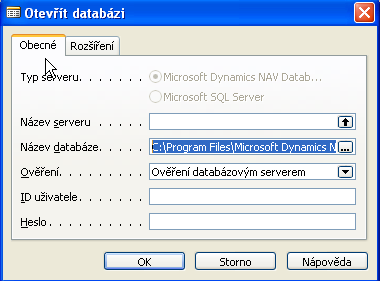 Otevřít databázi
Obecné Rozšíření
Typ serveru. . . . . . . Microsoft Dynamics NAV Datab...
Microsoft SQL Server
Název serveru . . . . .
Název databáze. . . . . C:\Program Files\Microsoft Dynamics N ...
Ověření. . . . . . . . . Ověření databázovým serverem
ID uživatele . . . . . .
Heslo . . . . . . . . . .
OK Storno Nápověda